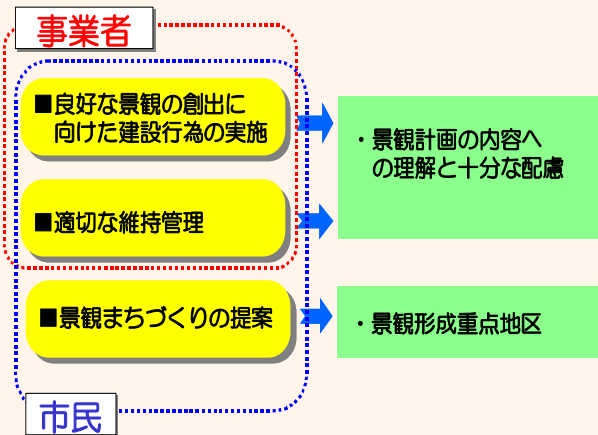 事業者
■良好な景観の創出に
向けた建設行為の実施
・景観計画の内容へ
の理解と十分な配慮
■適切な維持管理
■景観まちづくりの提案
・景観形成重点地区
市民